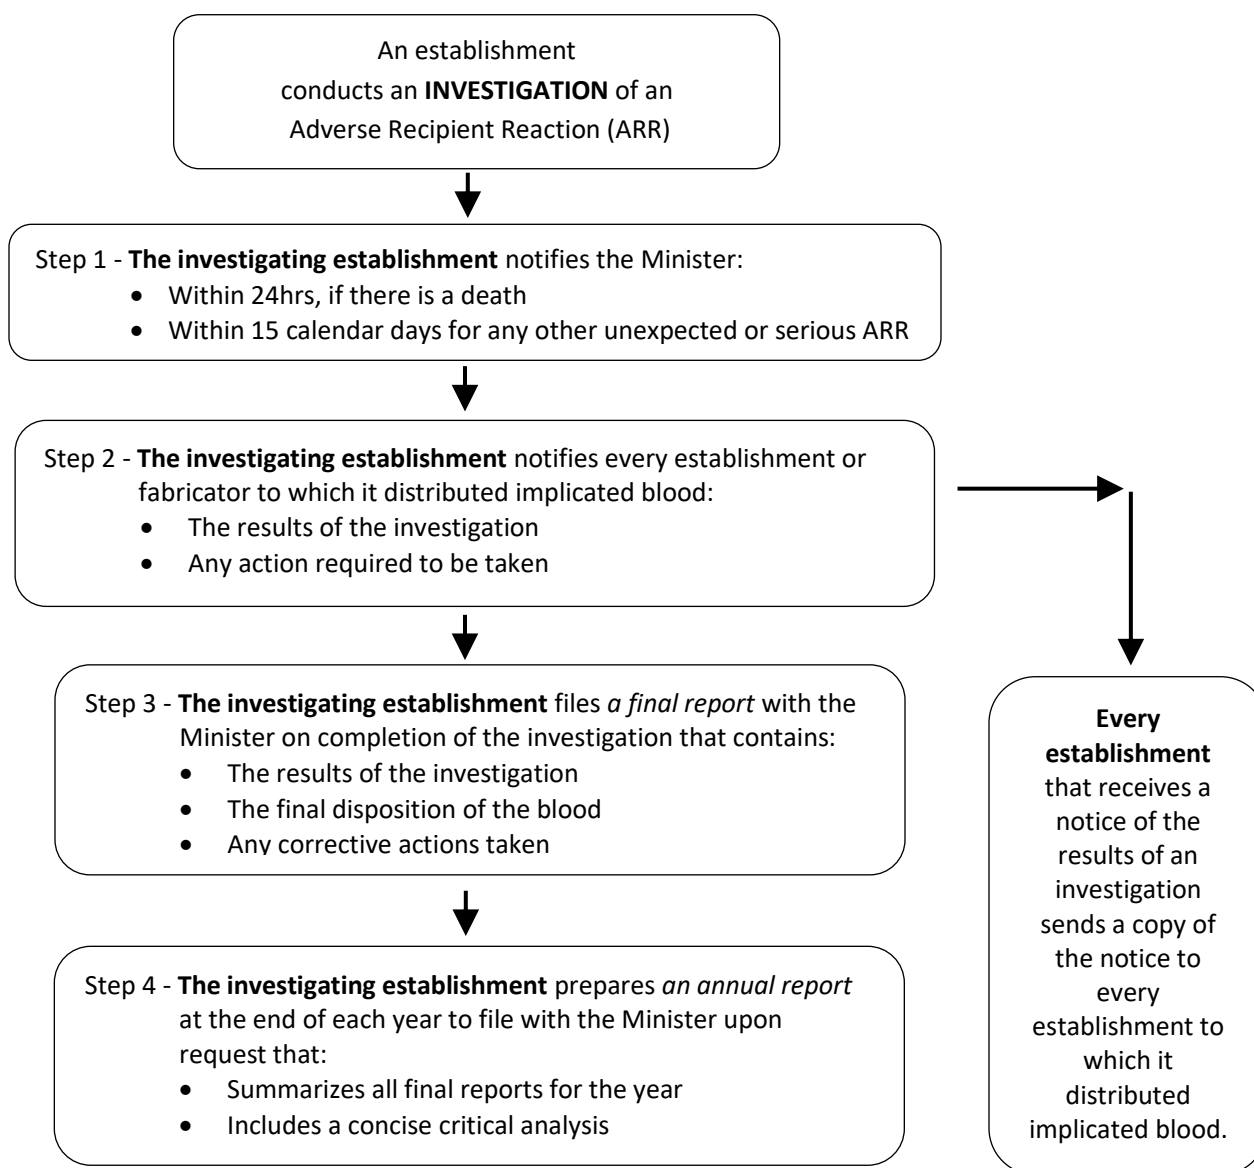 An establishment
conducts an INVESTIGATION of an
Adverse Recipient Reaction (ARR)
Step 1 - The investigating establishment notifies the Minister:
• Within 24hrs, if there is a death
• Within 15 calendar days for any other unexpected or serious ARR
Step 2 - The investigating establishment notifies every establishment or
fabricator to which it distributed implicated blood:
• The results of the investigation
• Any action required to be taken
Step 3 - The investigating establishment files a final report with the
Minister on completion of the investigation that contains:
• The results of the investigation
• The final disposition of the blood
• Any corrective actions taken
Step 4 - The investigating establishment prepares an annual report
at the end of each year to file with the Minister upon
request that:
• Summarizes all final reports for the year
• Includes a concise critical analysis
Every
establishment
that receives a
notice of the
results of an
investigation
sends a copy of
the notice to
every
establishment to
which it
distributed
implicated blood.